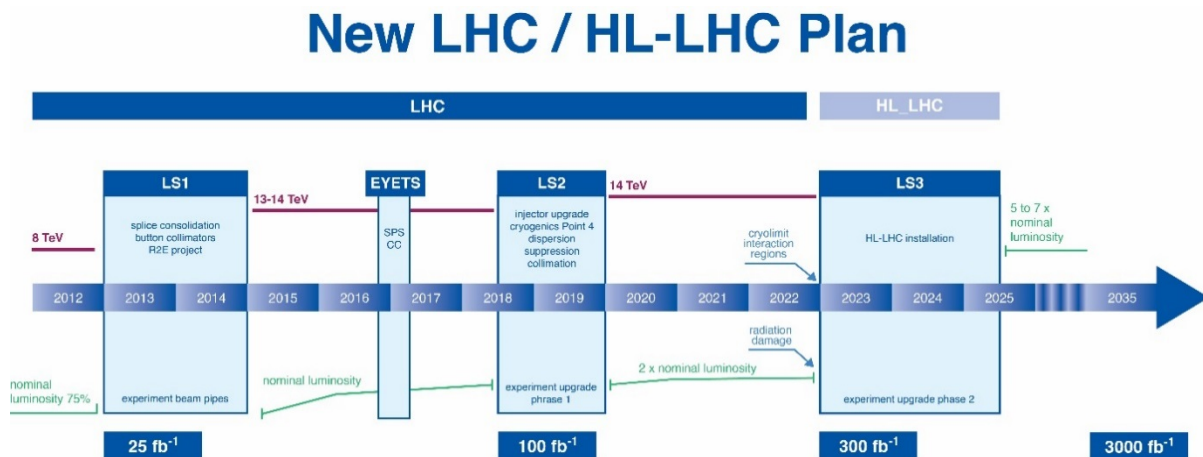 New LHC / HL-LHC Plan
LHC
HL_LHC
LS1
EYETS
LS2
LS3
13-14 TeV
14 TeV
8 TeV
splice consolidation
button collimators
R2E project
SPS
CC
injector upgrade
cryogenics Point 4
dispersion
suppression
collimation
cryolimit
interaction
regions
HL-LHC installation
5 to 7 x
nominal
luminosity
2012
2013
2014
2015
2016
2017
2018
2019
2020
2021
2022
2023
2024
2025
2035
radiation
damage
nominal
luminosity 75%
experiment beam pipes
nominal luminosity
experiment upgrade
phrase 1
2 x nominal luminosity
experiment upgrade phase 2
25 fb⁻¹
100 fb⁻¹
300 fb⁻¹
3000 fb⁻¹